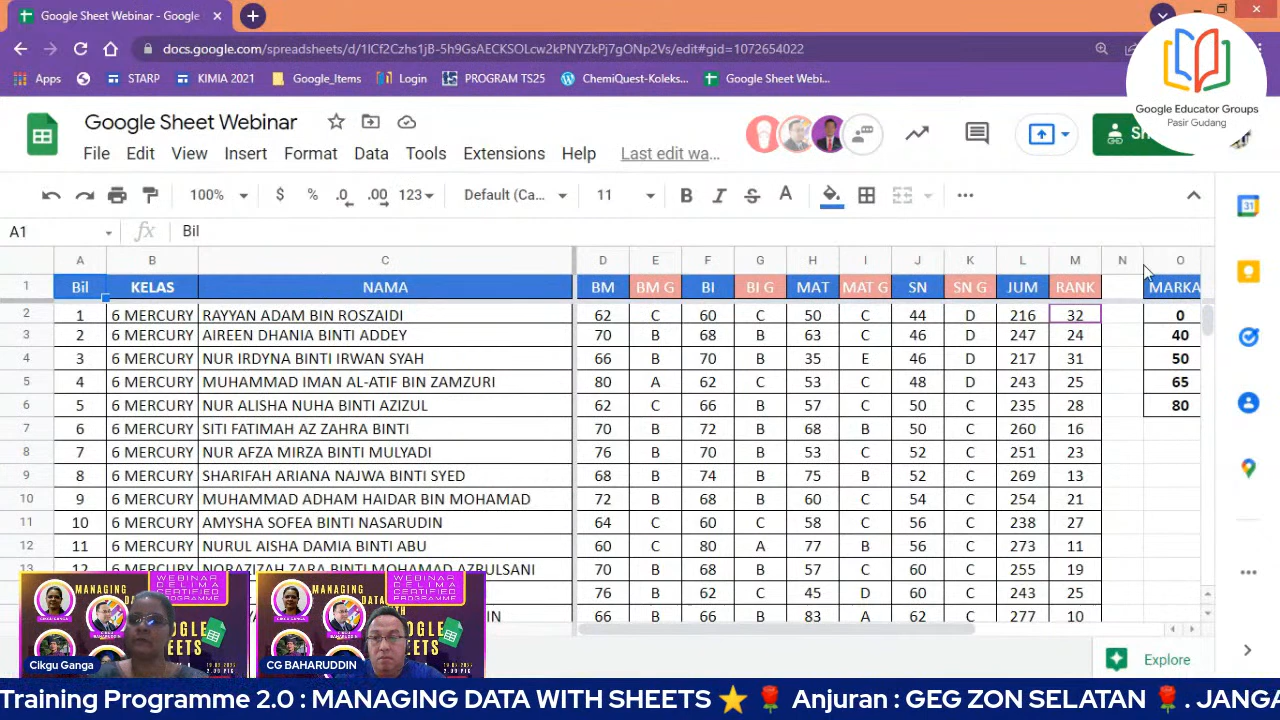 Google Sheet Webinar - Google
docs.google.com/spreadsheets/d/1ICf2Czhs1jB-5h9GsAECKSOLcw2kPNYZkPj7gONp2Vs/edit#gid=1072654022
Apps STARP KIMIA 2021 Google_Items Login PROGRAM TS25 ChemiQuest-Koleks... Google Sheet Webi...
Google Educator Groups
Pasir Gudang
Google Sheet Webinar
File Edit View Insert Format Data Tools Extensions Help Last edit wa...
100% $ % .0 .00 123 Default (Ca... 11 B I S A
A1 fx Bil
A B C D E F G H I J K L M N O
1 Bil KELAS NAMA BM BM G BI BI G MAT MAT G SN SN G JUM RANK MARKA
2 1 6 MERCURY RAYYAN ADAM BIN ROSZAIDI 62 C 60 C 50 C 44 D 216 32 0
3 2 6 MERCURY AIREEN DHANIA BINTI ADDEY 70 B 68 B 63 C 46 D 247 24 40
4 3 6 MERCURY NUR IRDYNA BINTI IRWAN SYAH 66 B 70 B 35 E 46 D 217 31 50
5 4 6 MERCURY MUHAMMAD IMAN AL-ATIF BIN ZAMZURI 80 A 62 C 53 C 48 D 243 25 65
6 5 6 MERCURY NUR ALISHA NUHA BINTI AZIZUL 62 C 66 B 57 C 50 C 235 28 80
7 6 6 MERCURY SITI FATIMAH AZ ZAHRA BINTI 70 B 72 B 68 B 50 C 260 16
8 7 6 MERCURY NUR AFZA MIRZA BINTI MULYADI 76 B 70 B 53 C 52 C 251 23
9 8 6 MERCURY SHARIFAH ARIANA NAJWA BINTI SYED 68 B 74 B 75 B 52 C 269 13
10 9 6 MERCURY MUHAMMAD ADHAM HAIDAR BIN MOHAMAD 72 B 68 B 60 C 54 C 254 21
11 10 6 MERCURY AMYSHA SOFEA BINTI NASARUDIN 64 C 60 C 58 C 56 C 238 27
12 11 6 MERCURY NURUL AISHA DAMIA BINTI ABU 60 C 80 A 77 B 56 C 273 11
13 12 6 MERCURY NORAZIZAH ZARA BINTI MOHAMAD AZRULSANI 70 B 68 B 57 C 60 C 255 19
76 B 62 C 45 D 60 C 243 25
IN 66 B 66 B 83 A 62 C 277 10
WEBINAR
DELIMA
CERTIFIED
PROGRAMME
MANAGING
WEBINAR
DELIMA
CERTIFIED
PROGRAMME
MANAGING
Cikgu Ganga
CG BAHARUDDIN
Explore
Training Programme 2.0 : MANAGING DATA WITH SHEETS ⭐ 🌹 Anjuran : GEG ZON SELATAN 🌹. JANGA